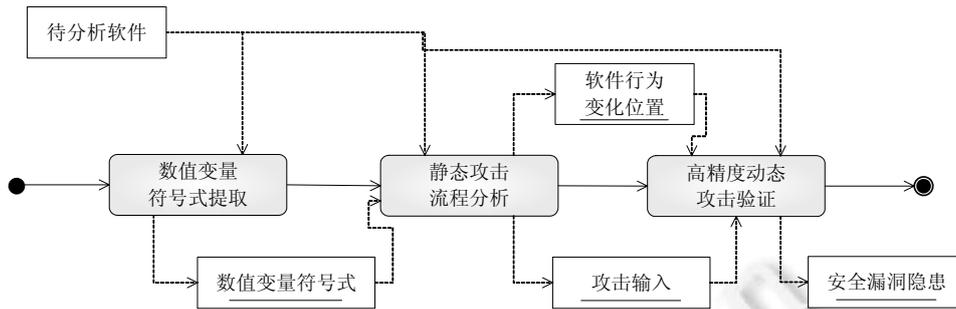 待分析软件
软件行为
变化位置
数值变量
符号式提取
静态攻击
流程分析
高精度动态
攻击验证
数值变量符号式
攻击输入
安全漏洞隐患